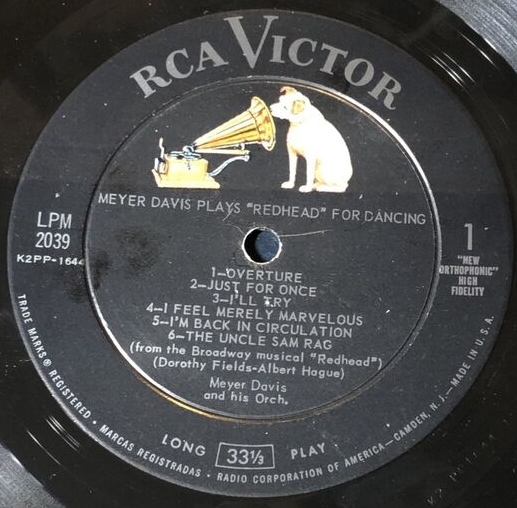 RCA VICTOR
MEYER DAVIS PLAYS "REDHEAD" FOR DANCING
LPM
2039
K2PP-1644
1
"NEW
ORTHOPHONIC"
HIGH
FIDELITY
1—OVERTURE
2—JUST FOR ONCE
3—I'LL TRY
4—I FEEL MERELY MARVELOUS
5—I'M BACK IN CIRCULATION
6—THE UNCLE SAM RAG
(from the Broadway musical "Redhead")
(Dorothy Fields-Albert Hague)
Meyer Davis
and his Orch.
LONG 33⅓ PLAY
TRADE MARKS ® REGISTERED • MARCAS REGISTRADAS • RADIO CORPORATION OF AMERICA—CAMDEN, N. J.—MADE IN U.S.A.